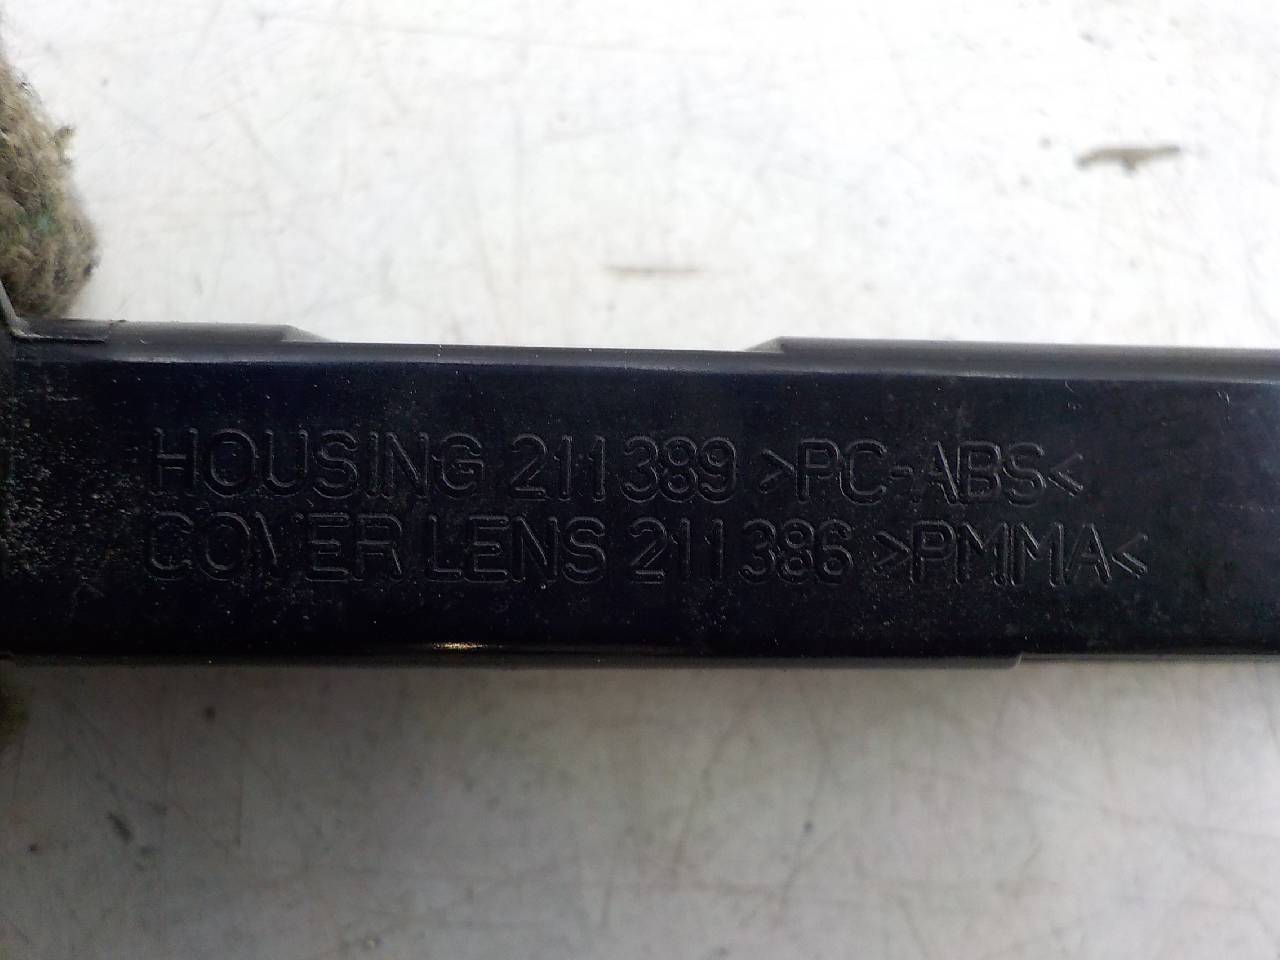 HOUSING 211389 >PC-ABS<
COVER LENS 211386 >PMMA<